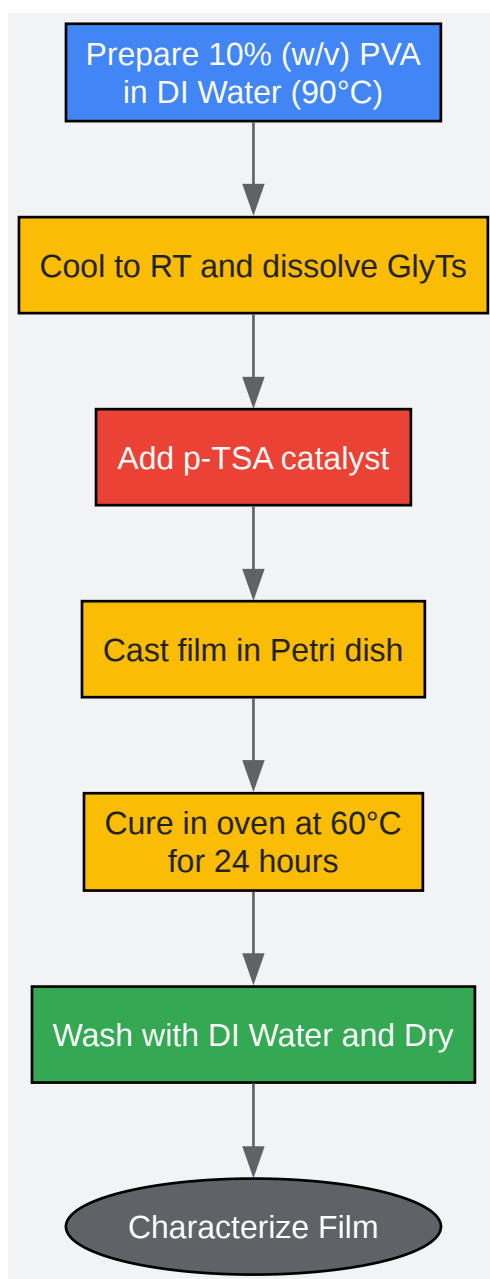 Prepare 10% (w/v) PVA
in DI Water (90°C)
Cool to RT and dissolve GlyTs
Add p-TSA catalyst
Cast film in Petri dish
Cure in oven at 60°C
for 24 hours
Wash with DI Water and Dry
Characterize Film